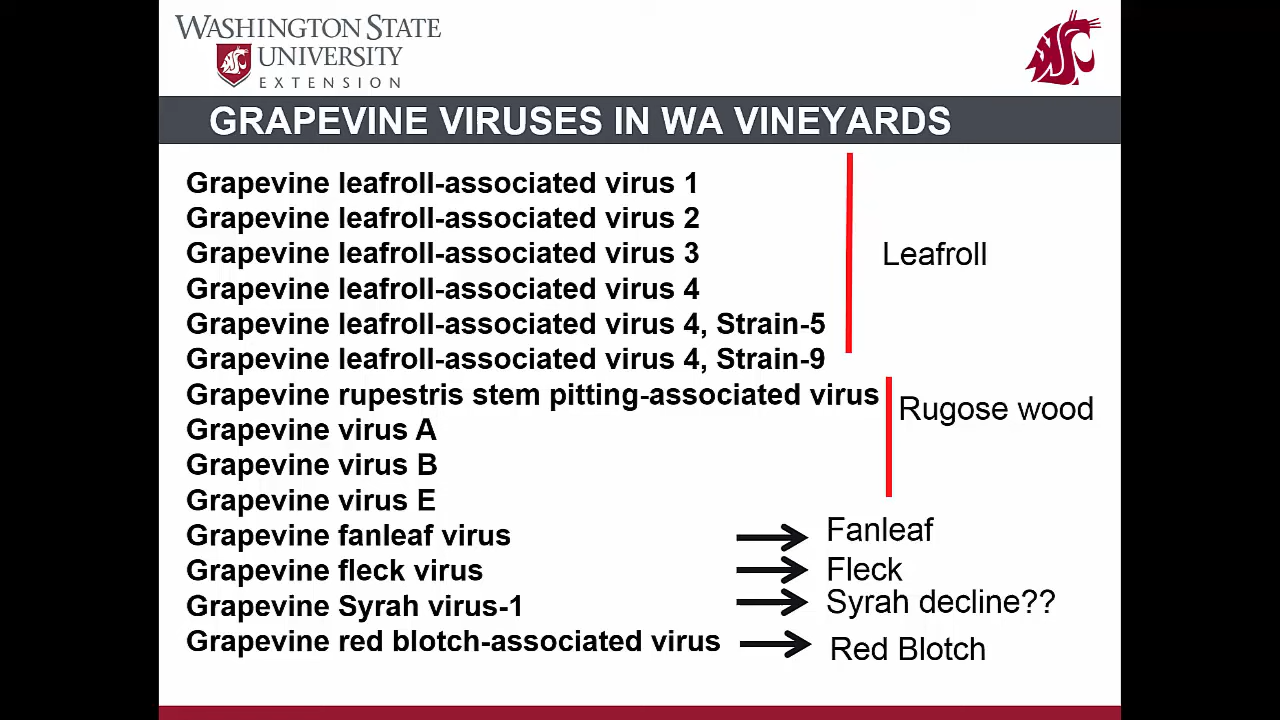 WASHINGTON STATE
UNIVERSITY
EXTENSION
GRAPEVINE VIRUSES IN WA VINEYARDS
Grapevine leafroll-associated virus 1
Grapevine leafroll-associated virus 2
Grapevine leafroll-associated virus 3
Grapevine leafroll-associated virus 4
Grapevine leafroll-associated virus 4, Strain-5
Grapevine leafroll-associated virus 4, Strain-9
Leafroll
Grapevine rupestris stem pitting-associated virus
Grapevine virus A
Grapevine virus B
Grapevine virus E
Rugose wood
Grapevine fanleaf virus
Fanleaf
Grapevine fleck virus
Fleck
Grapevine Syrah virus-1
Syrah decline??
Grapevine red blotch-associated virus
Red Blotch